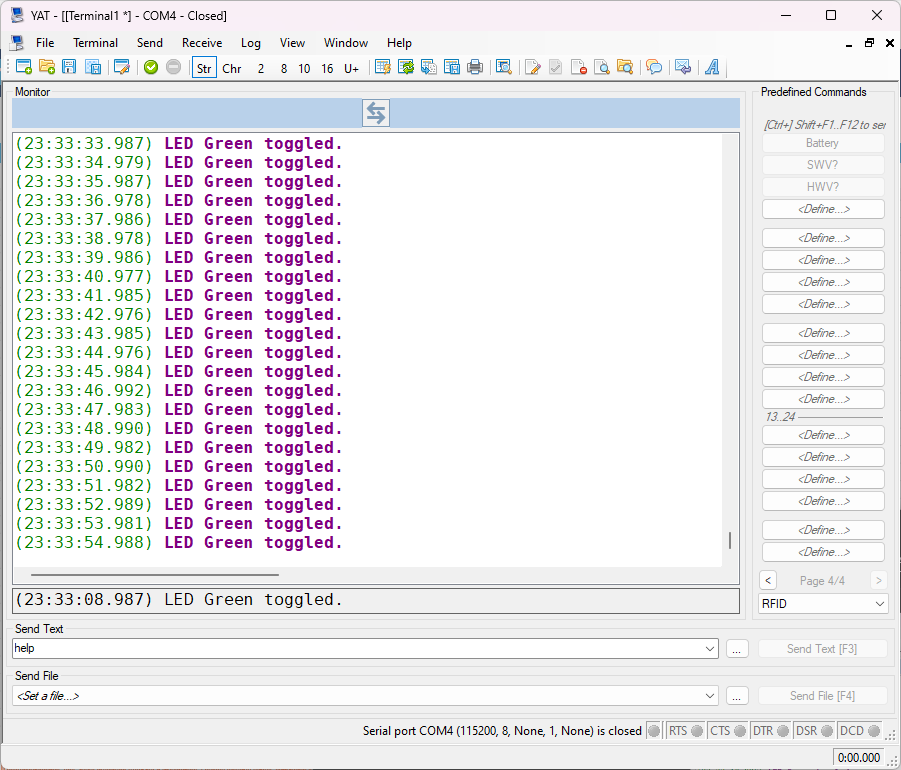 YAT - [[Terminal1 *] - COM4 - Closed]
File Terminal Send Receive Log View Window Help
Str Chr 2 8 10 16 U+
Monitor
(23:33:33.987) LED Green toggled.
(23:33:34.979) LED Green toggled.
(23:33:35.987) LED Green toggled.
(23:33:36.978) LED Green toggled.
(23:33:37.986) LED Green toggled.
(23:33:38.978) LED Green toggled.
(23:33:39.986) LED Green toggled.
(23:33:40.977) LED Green toggled.
(23:33:41.985) LED Green toggled.
(23:33:42.976) LED Green toggled.
(23:33:43.985) LED Green toggled.
(23:33:44.976) LED Green toggled.
(23:33:45.984) LED Green toggled.
(23:33:46.992) LED Green toggled.
(23:33:47.983) LED Green toggled.
(23:33:48.990) LED Green toggled.
(23:33:49.982) LED Green toggled.
(23:33:50.990) LED Green toggled.
(23:33:51.982) LED Green toggled.
(23:33:52.989) LED Green toggled.
(23:33:53.981) LED Green toggled.
(23:33:54.988) LED Green toggled.
(23:33:08.987) LED Green toggled.
Predefined Commands
[Ctrl+] Shift+F1..F12 to ser
Battery
SWV?
HWV?
<Define...>
<Define...>
<Define...>
<Define...>
<Define...>
<Define...>
<Define...>
<Define...>
<Define...>
13..24
<Define...>
<Define...>
<Define...>
<Define...>
<Define...>
<Define...>
< Page 4/4 >
RFID
Send Text
help ... Send Text [F3]
Send File
<Set a file...> ... Send File [F4]
Serial port COM4 (115200, 8, None, 1, None) is closed RTS CTS DTR DSR DCD
0:00.000